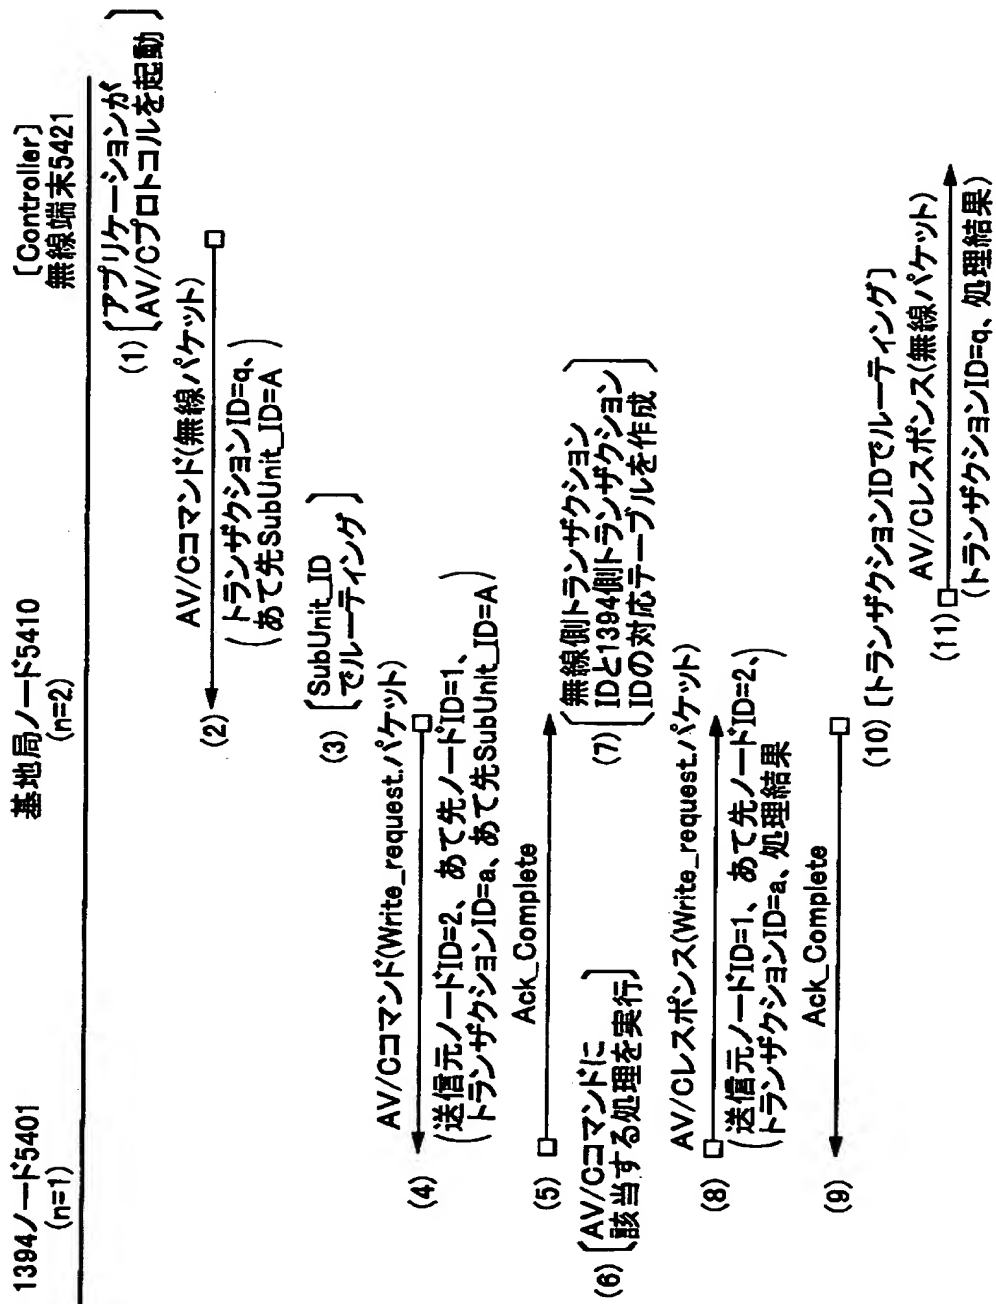 1394ノード5401
(n=1)
基地局ノード5410
(n=2)
[Controller]
無線端末5421
(1) アプリケーションが
AV/Cプロトコルを起動
AV/Cコマンド(無線パケット)
(2)
トランザクションID=q、
あて先SubUnit_ID=A
(3) SubUnit_ID
でルーティング
AV/Cコマンド(Write_request.パケット)
(4)
送信元ノードID=2、あて先ノードID=1、
トランザクションID=a、あて先SubUnit_ID=A
Ack_Complete
(5)
(6) AV/Cコマンドに
該当する処理を実行
(7) 無線側トランザクション
IDと1394側トランザクション
IDの対応テーブルを作成
AV/Cレスポンス(Write_request.パケット)
(8)
送信元ノードID=1、あて先ノードID=2、
トランザクションID=a、処理結果
Ack_Complete
(9)
(10) [トランザクションIDでルーティング]
AV/Cレスポンス(無線パケット)
(11)
(トランザクションID=q、処理結果)